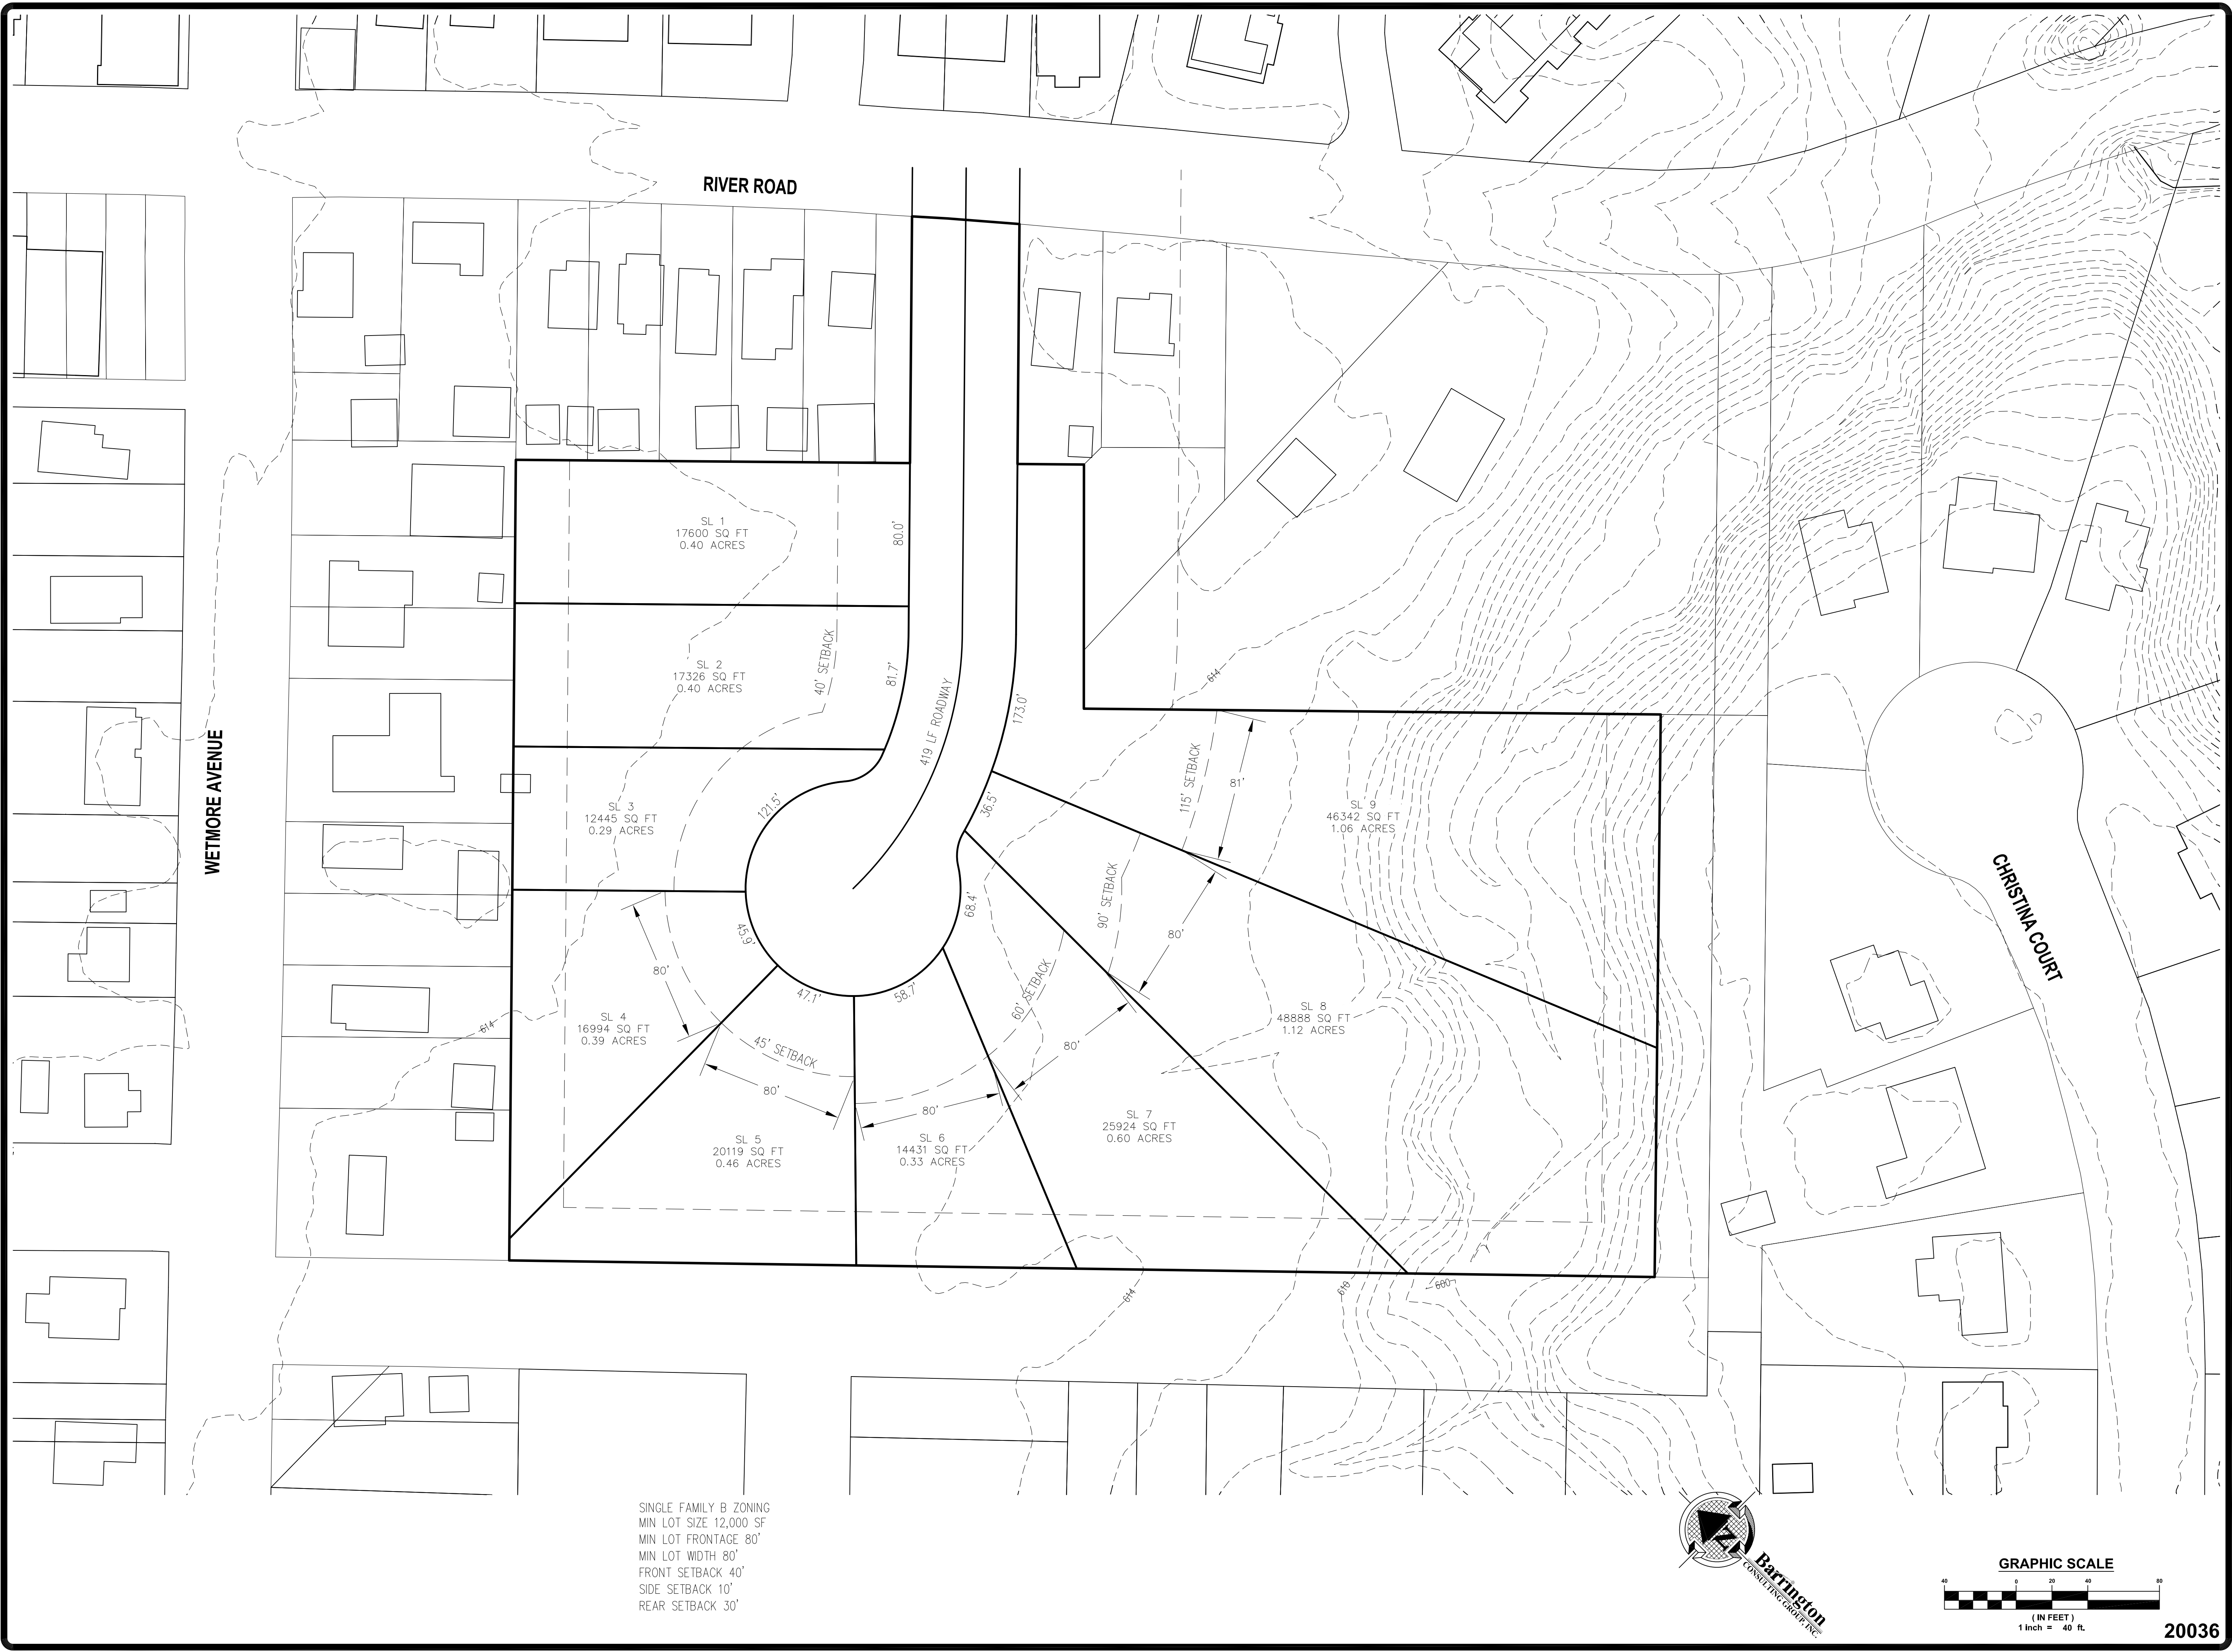 RIVER ROAD
WETMORE AVENUE
CHRISTINA COURT
SL 1
17600 SQ FT
0.40 ACRES
80.0'
SL 2
17326 SQ FT
0.40 ACRES
40' SETBACK
81.7'
419 LF ROADWAY
173.0'
614
SL 3
12445 SQ FT
0.29 ACRES
121.5'
36.5'
115' SETBACK
81'
SL 9
46342 SQ FT
1.06 ACRES
68.4'
90' SETBACK
80'
45.9'
80'
SL 4
16994 SQ FT
0.39 ACRES
614
47.1'
58.7'
60' SETBACK
SL 8
48888 SQ FT
1.12 ACRES
45' SETBACK
80'
80'
80'
SL 5
20119 SQ FT
0.46 ACRES
SL 6
14431 SQ FT
0.33 ACRES
SL 7
25924 SQ FT
0.60 ACRES
614
610
600
SINGLE FAMILY B ZONING
MIN LOT SIZE 12,000 SF
MIN LOT FRONTAGE 80'
MIN LOT WIDTH 80'
FRONT SETBACK 40'
SIDE SETBACK 10'
REAR SETBACK 30'
N
Barrington
CONSULTING GROUP, INC.
GRAPHIC SCALE
40 0 20 40 80
( IN FEET )
1 inch = 40 ft.
20036